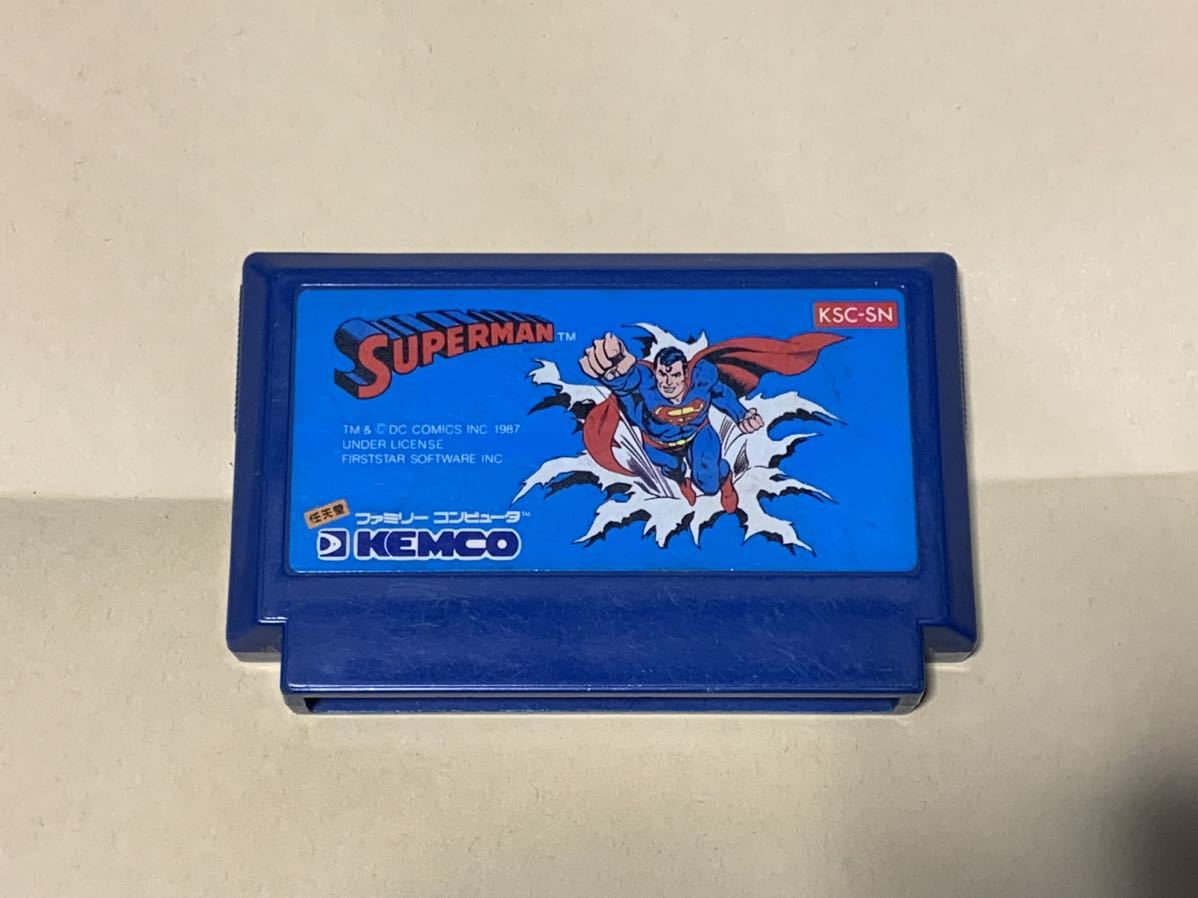 SUPERMAN™
KSC-SN
TM & © DC COMICS INC 1987
UNDER LICENSE
FIRSTSTAR SOFTWARE INC
任天堂 ファミリー コンピュータ™
KEMCO